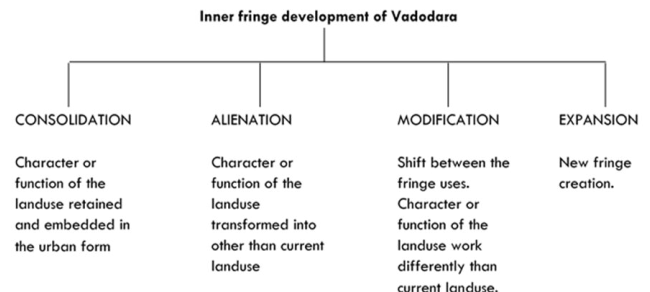 Inner fringe development of Vadodara
CONSOLIDATION
Character or
function of the
landuse retained
and embedded in
the urban form
ALIENATION
Character or
function of the
landuse
transformed into
other than current
landuse
MODIFICATION
Shift between the
fringe uses.
Character or
function of the
landuse work
differently than
current landuse.
EXPANSION
New fringe
creation.